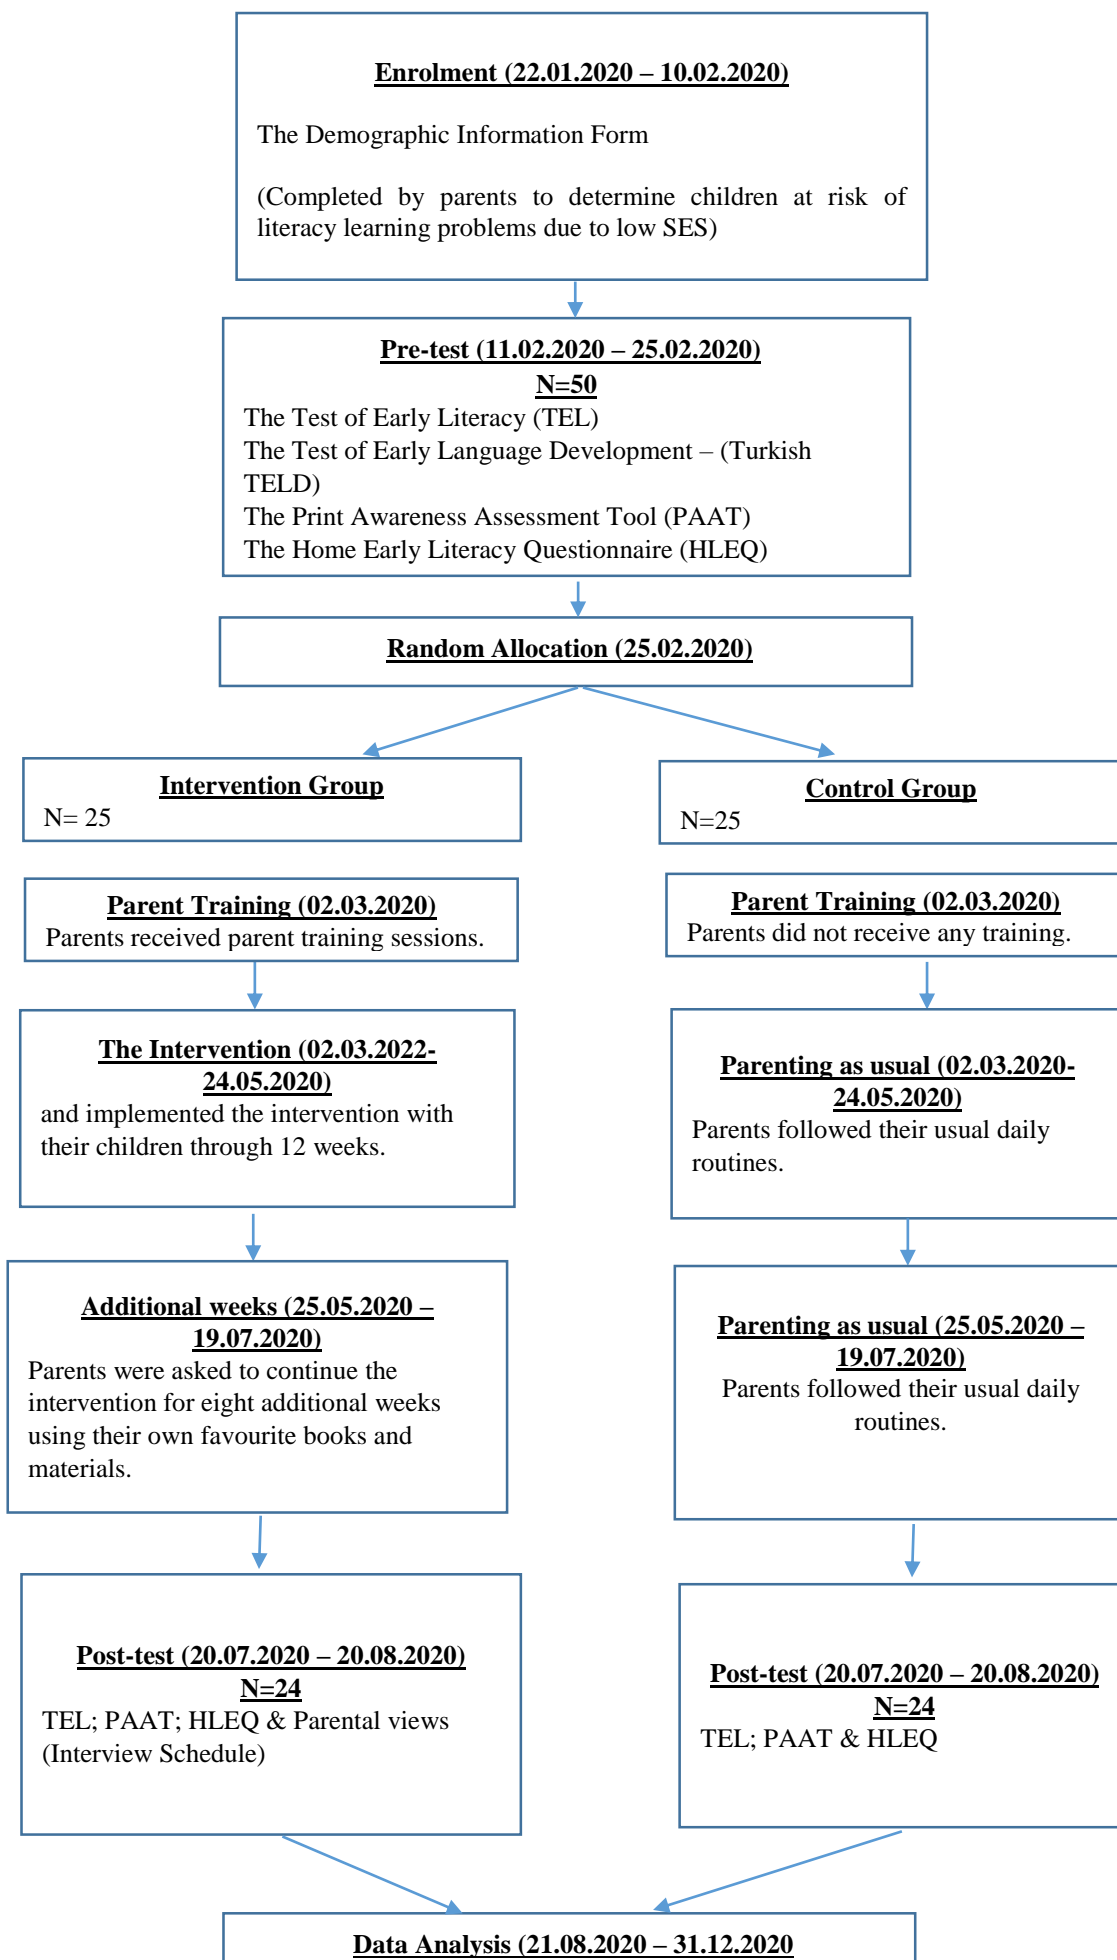 Enrolment (22.01.2020 – 10.02.2020)
The Demographic Information Form
(Completed by parents to determine children at risk of
literacy learning problems due to low SES)
Pre-test (11.02.2020 – 25.02.2020)
N=50
The Test of Early Literacy (TEL)
The Test of Early Language Development – (Turkish
TELD)
The Print Awareness Assessment Tool (PAAT)
The Home Early Literacy Questionnaire (HLEQ)
Random Allocation (25.02.2020)
Intervention Group
N= 25
Control Group
N=25
Parent Training (02.03.2020)
Parents received parent training sessions.
Parent Training (02.03.2020)
Parents did not receive any training.
The Intervention (02.03.2022-
24.05.2020)
and implemented the intervention with
their children through 12 weeks.
Parenting as usual (02.03.2020-
24.05.2020)
Parents followed their usual daily
routines.
Additional weeks (25.05.2020 –
19.07.2020)
Parents were asked to continue the
intervention for eight additional weeks
using their own favourite books and
materials.
Parenting as usual (25.05.2020 –
19.07.2020)
Parents followed their usual daily
routines.
Post-test (20.07.2020 – 20.08.2020)
N=24
TEL; PAAT; HLEQ & Parental views
(Interview Schedule)
Post-test (20.07.2020 – 20.08.2020)
N=24
TEL; PAAT & HLEQ
Data Analysis (21.08.2020 – 31.12.2020